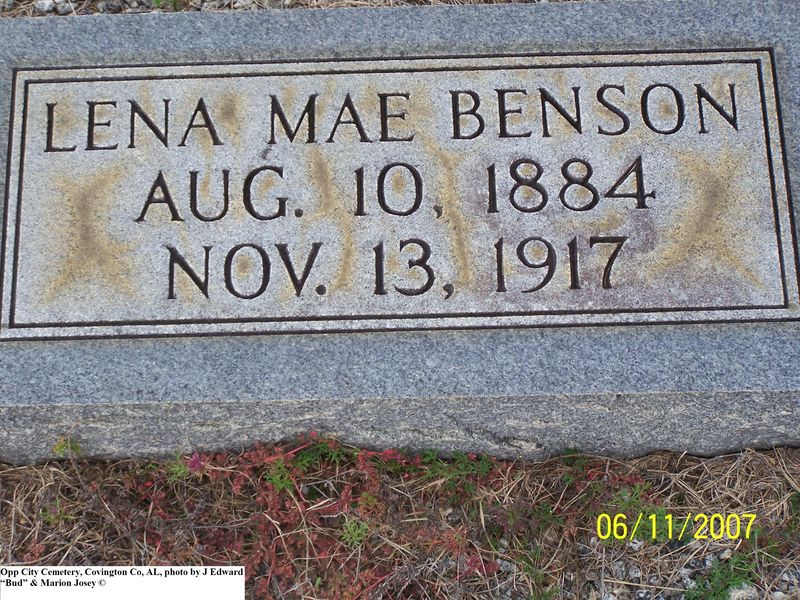 LENA MAE BENSON
AUG. 10, 1884
NOV. 13, 1917
06/11/2007
Opp City Cemetery, Covington Co, AL, photo by J Edward
“Bud” & Marion Josey ©